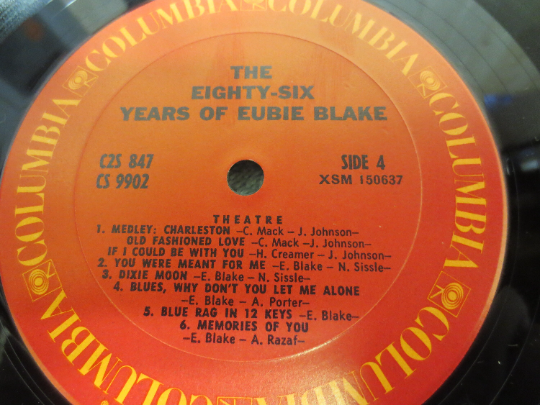 THE
EIGHTY-SIX
YEARS OF EUBIE BLAKE
C2S 847
CS 9902
SIDE 4
XSM 150637
THEATRE
1. MEDLEY; CHARLESTON -C. Mack - J. Johnson-
OLD FASHIONED LOVE -C. Mack -J. Johnson-
IF I COULD BE WITH YOU -H. Creamer - J. Johnson-
2. YOU WERE MEANT FOR ME -E. Blake - N. Sissle-
3. DIXIE MOON -E. Blake - N. Sissle-
4. BLUES, WHY DON'T YOU LET ME ALONE
-E. Blake - A. Porter-
5. BLUE RAG IN 12 KEYS -E. Blake-
6. MEMORIES OF YOU
-E. Blake - A. Razaf-
COLUMBIA
COLUMBIA
COLUMBIA
COLUMBIA
COLUMBIA
COLUMBIA
COLUMBIA